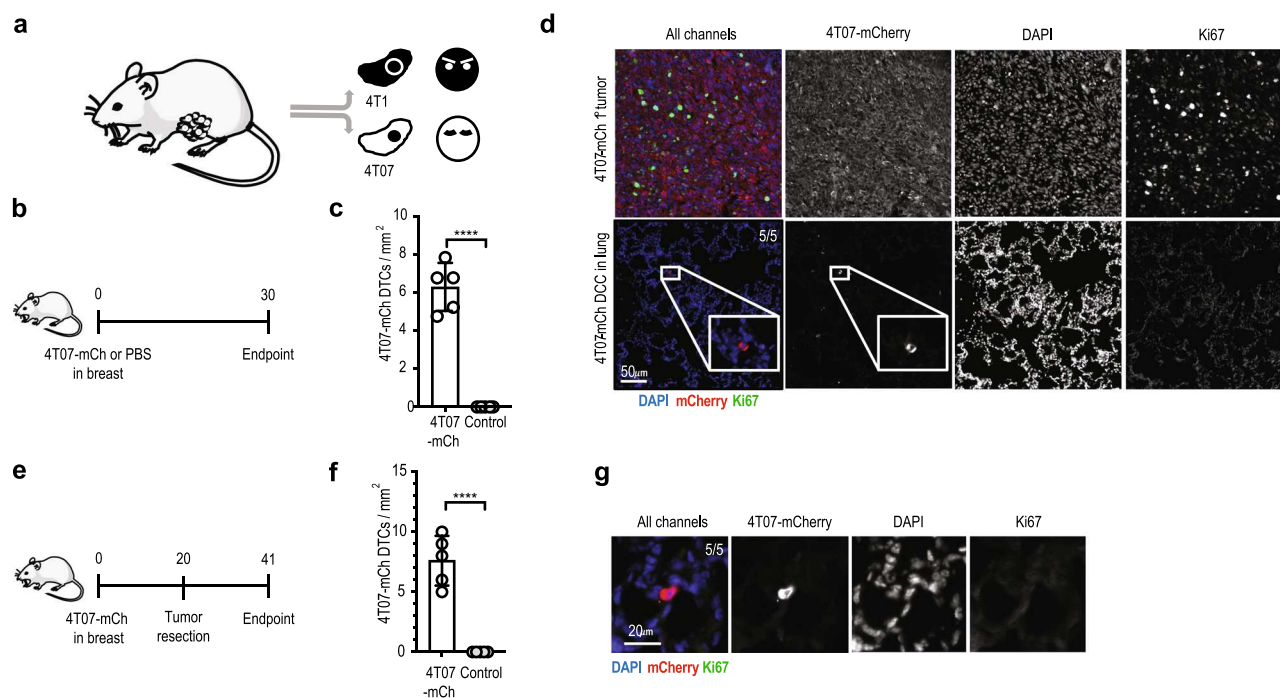 a
4T1
4T07
b
0
30
4T07-mCh or PBS
in breast
Endpoint
c
4T07-mCh DTCs / mm²
10
8
6
4
2
0
****
4T07
-mCh
Control
d
All channels
4T07-mCherry
DAPI
Ki67
4T07-mCh 1° tumor
4T07-mCh DCC in lung
5/5
50μm
DAPI mCherry Ki67
e
0
20
41
4T07-mCh
in breast
Tumor
resection
Endpoint
f
4T07-mCh DTCs / mm²
15
10
5
0
****
4T07
-mCh
Control
g
All channels
4T07-mCherry
DAPI
Ki67
5/5
20μm
DAPI mCherry Ki67